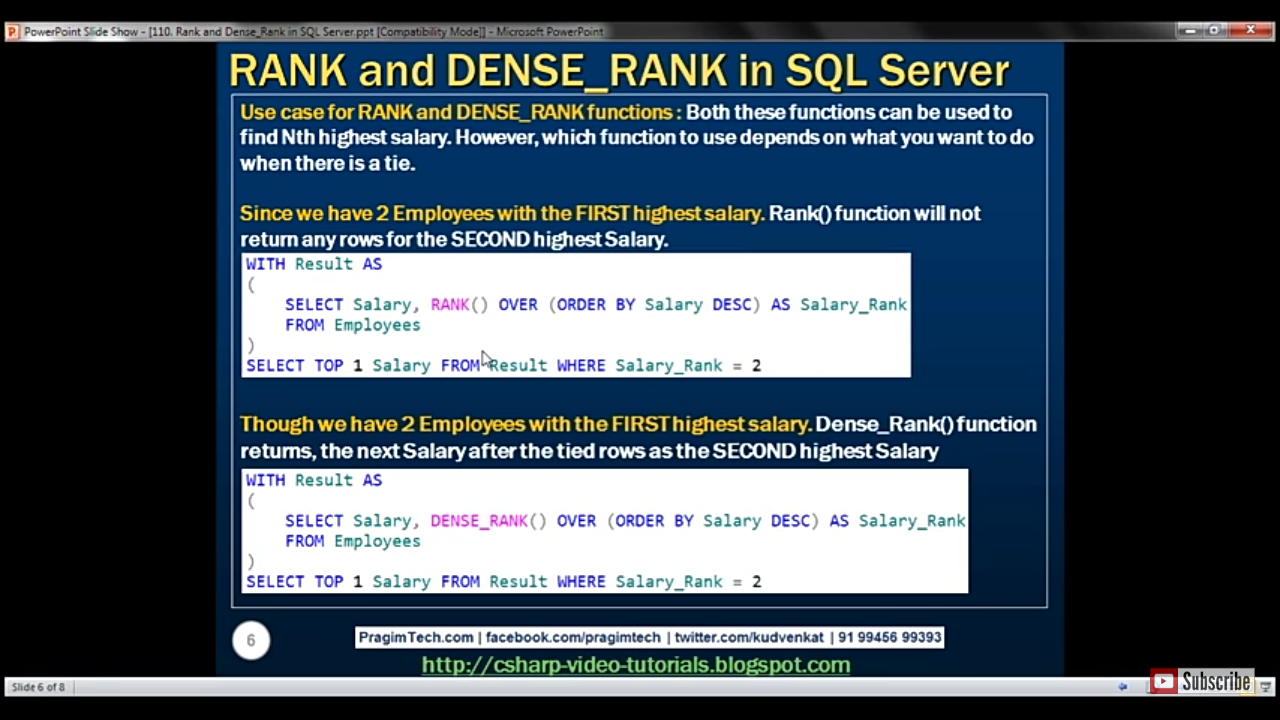 PowerPoint Slide Show - [110. Rank and Dense_Rank in SQL Server.ppt [Compatibility Mode]] - Microsoft PowerPoint
RANK and DENSE_RANK in SQL Server
Use case for RANK and DENSE_RANK functions : Both these functions can be used to
find Nth highest salary. However, which function to use depends on what you want to do
when there is a tie.
Since we have 2 Employees with the FIRST highest salary. Rank() function will not
return any rows for the SECOND highest Salary.
WITH Result AS
(
SELECT Salary, RANK() OVER (ORDER BY Salary DESC) AS Salary_Rank
FROM Employees
)
SELECT TOP 1 Salary FROM Result WHERE Salary_Rank = 2
Though we have 2 Employees with the FIRST highest salary. Dense_Rank() function
returns, the next Salary after the tied rows as the SECOND highest Salary
WITH Result AS
(
SELECT Salary, DENSE_RANK() OVER (ORDER BY Salary DESC) AS Salary_Rank
FROM Employees
)
SELECT TOP 1 Salary FROM Result WHERE Salary_Rank = 2
6
PragimTech.com | facebook.com/pragimtech | twitter.com/kudvenkat | 91 99456 99393
http://csharp-video-tutorials.blogspot.com
Slide 6 of 8
Subscribe